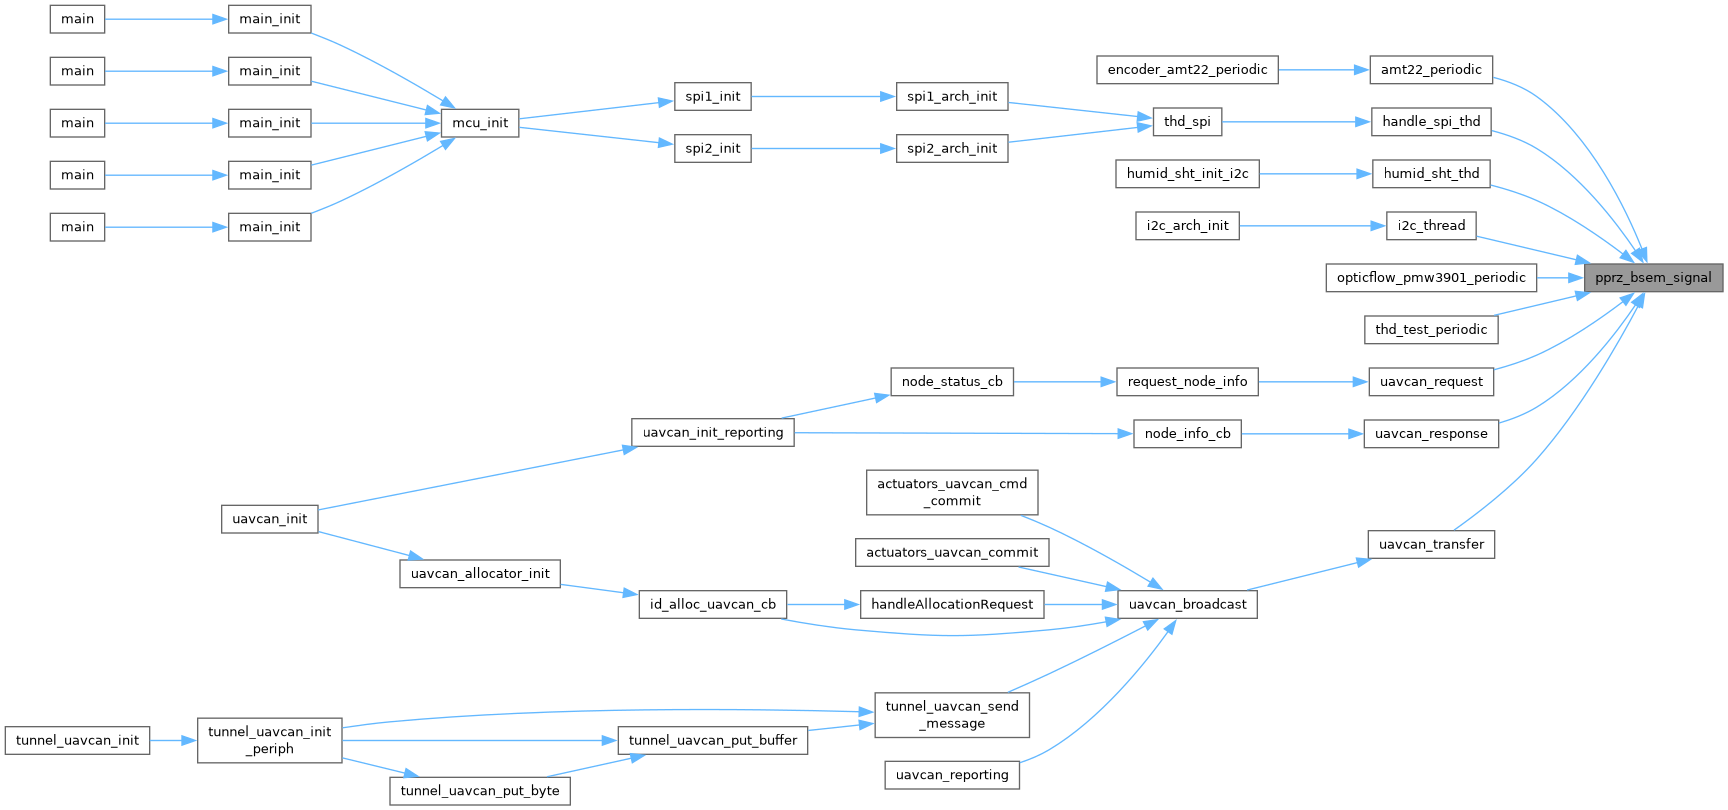 main
main_init
main
main_init
main
main_init
main
main_init
main
main_init
mcu_init
spi1_init
spi2_init
spi1_arch_init
spi2_arch_init
encoder_amt22_periodic
amt22_periodic
thd_spi
handle_spi_thd
humid_sht_init_i2c
humid_sht_thd
i2c_arch_init
i2c_thread
opticflow_pmw3901_periodic
pprz_bsem_signal
thd_test_periodic
node_status_cb
request_node_info
uavcan_request
uavcan_init_reporting
node_info_cb
uavcan_response
actuators_uavcan_cmd
_commit
uavcan_init
actuators_uavcan_commit
uavcan_transfer
uavcan_allocator_init
id_alloc_uavcan_cb
handleAllocationRequest
uavcan_broadcast
tunnel_uavcan_send
_message
tunnel_uavcan_init
tunnel_uavcan_init
_periph
tunnel_uavcan_put_buffer
uavcan_reporting
tunnel_uavcan_put_byte